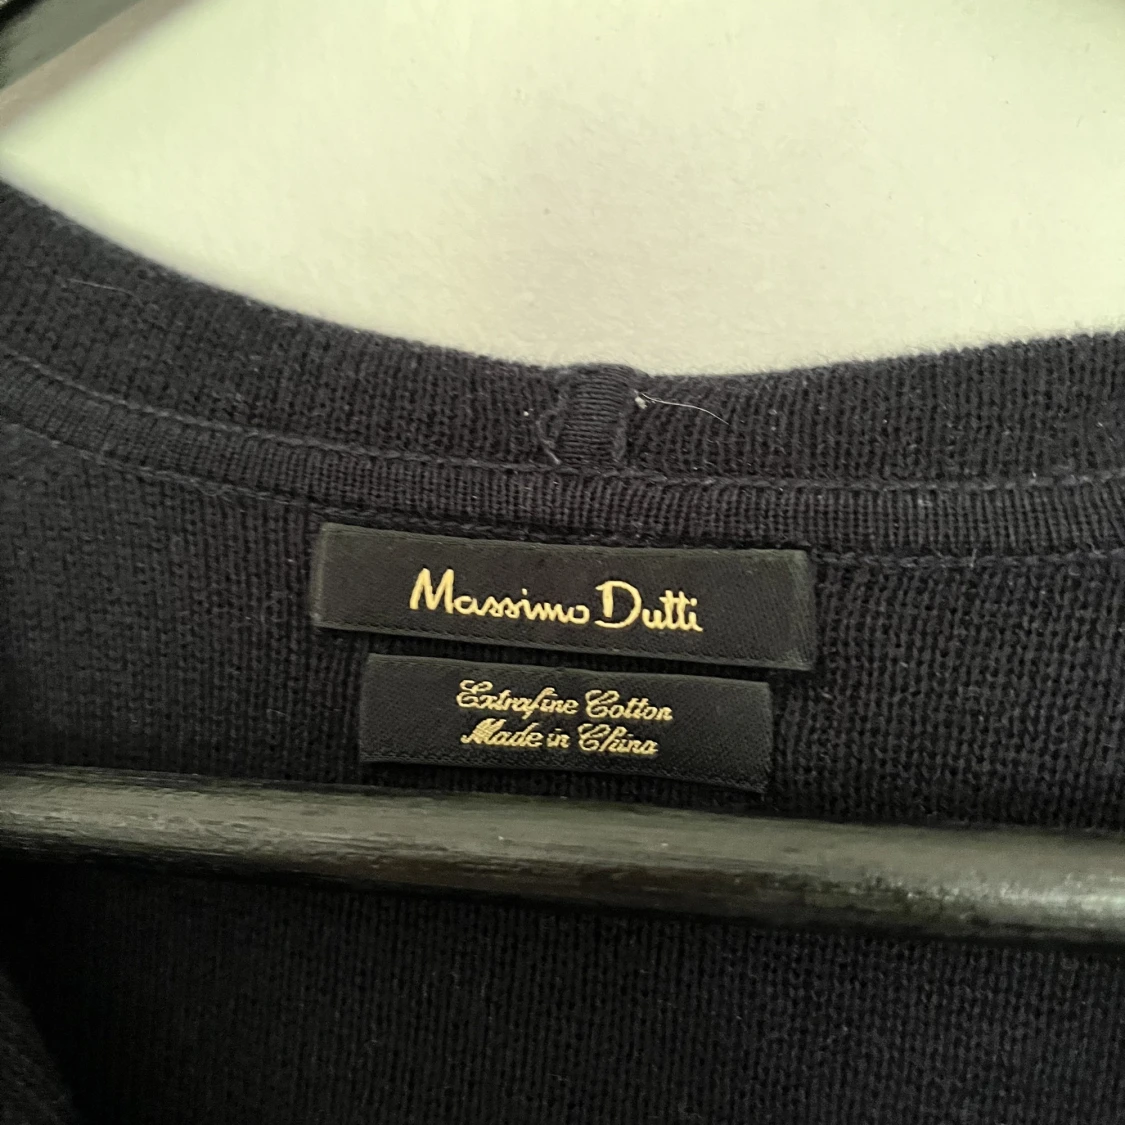 Massimo Dutti
Extrafine Cotton
Made in China